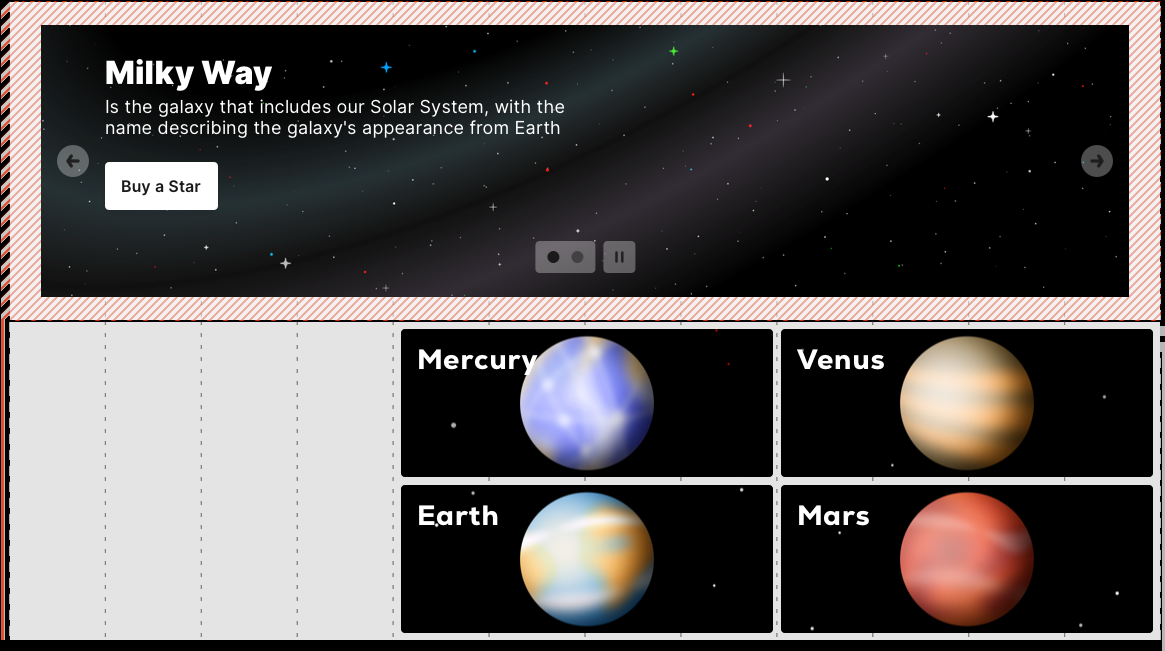 Milky Way
Is the galaxy that includes our Solar System, with the
name describing the galaxy's appearance from Earth
Buy a Star
Mercury
Venus
Earth
Mars